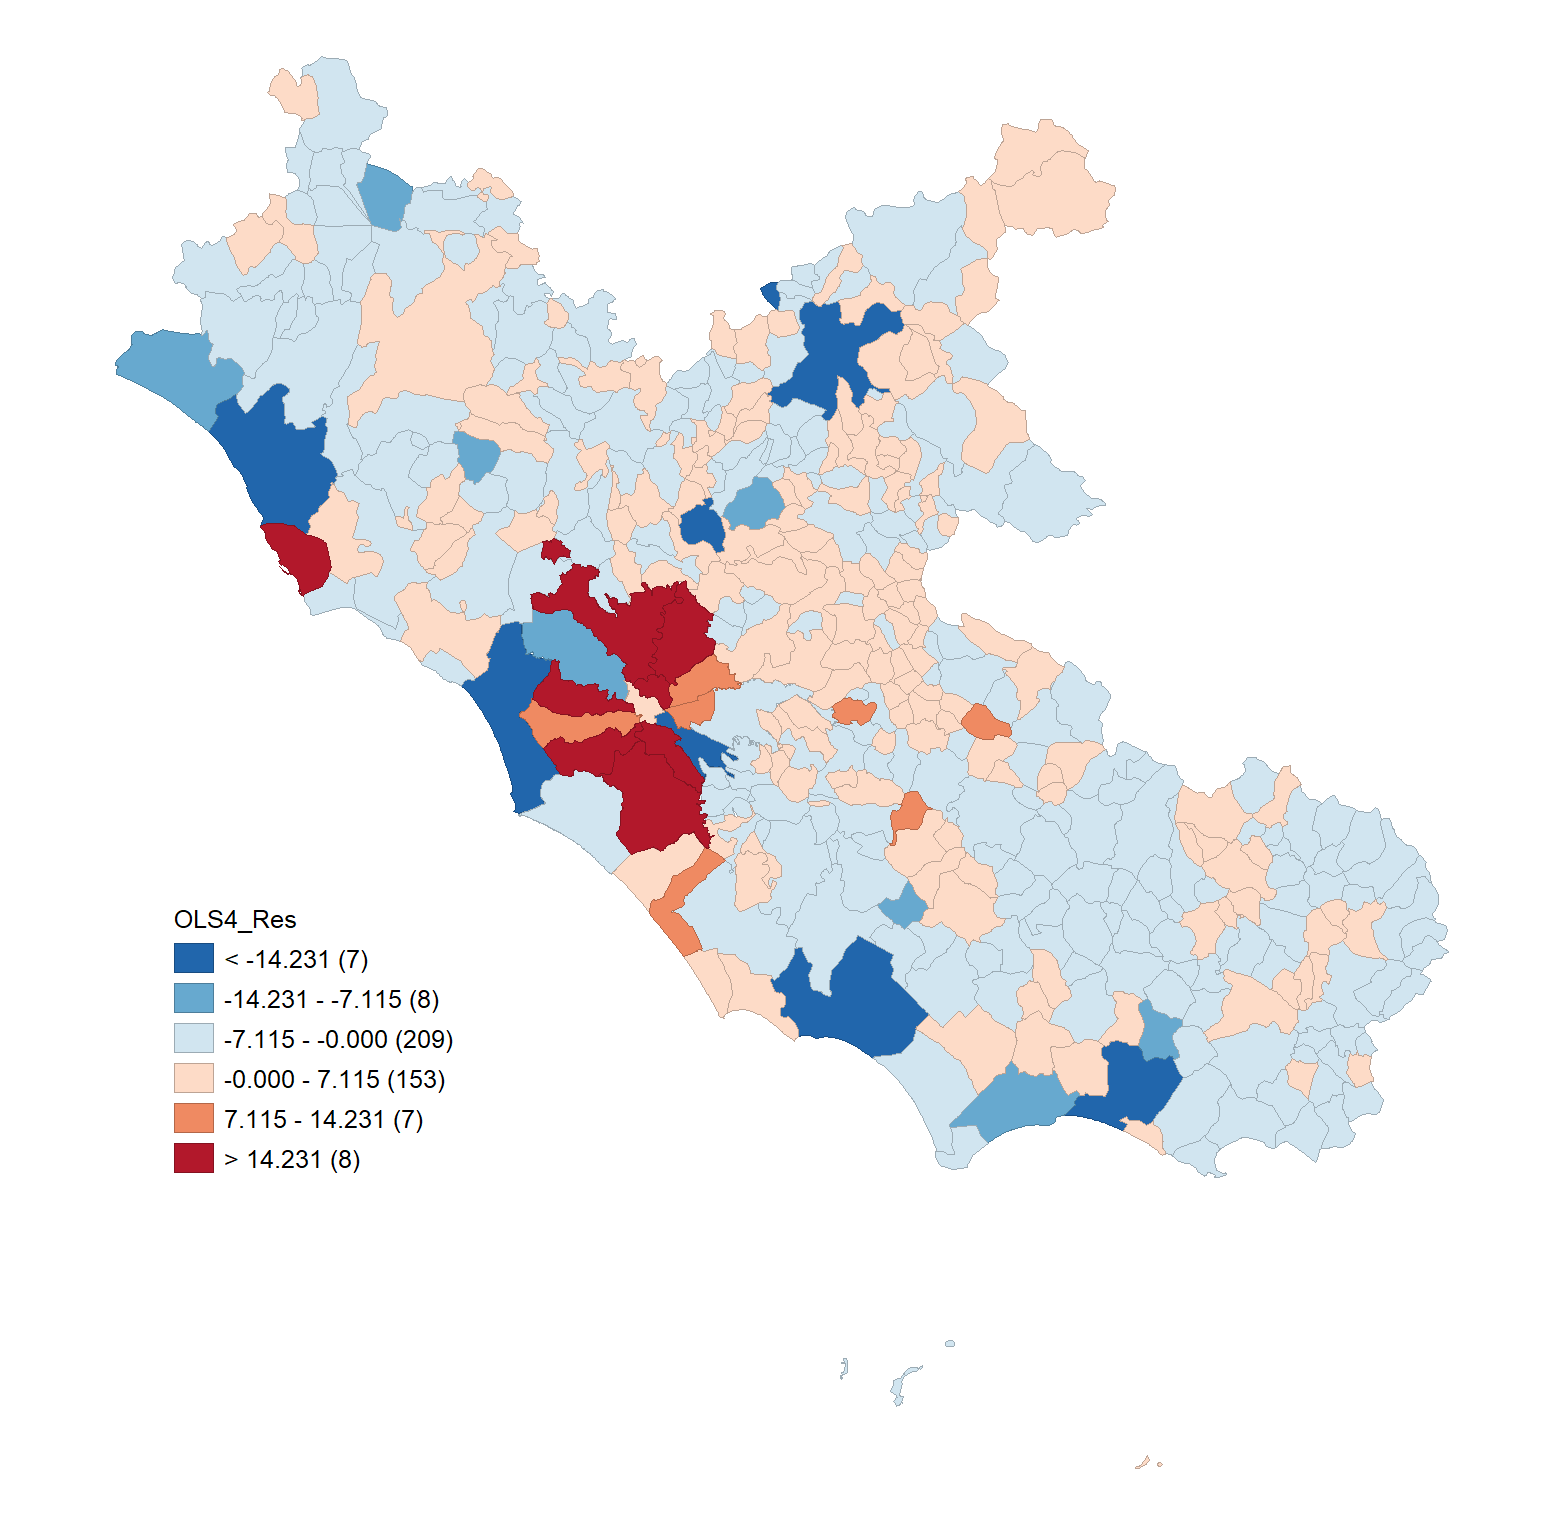 OLS4_Res
< -14.231 (7)
-14.231 - -7.115 (8)
-7.115 - -0.000 (209)
-0.000 - 7.115 (153)
7.115 - 14.231 (7)
> 14.231 (8)